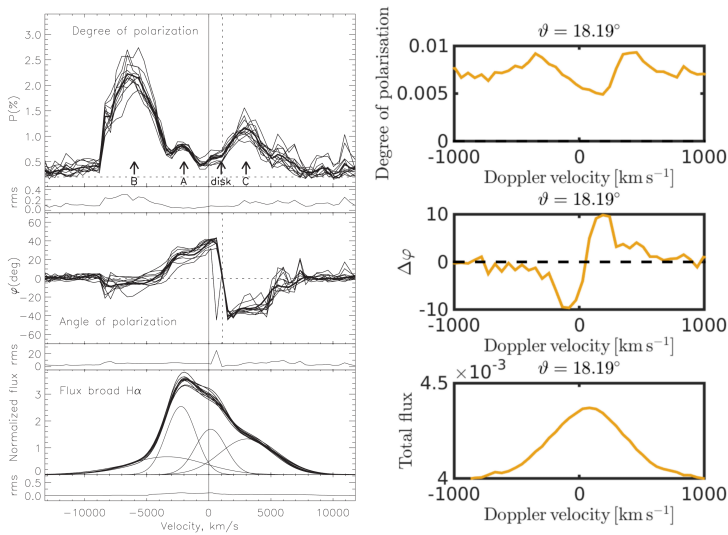 Degree of polarization
P(%)
3.0
2.5
2.0
1.5
1.0
0.5
B
A
disk
C
rms
0.4
0.2
0.0
φ(deg)
60
40
20
0
-20
-40
-60
Angle of polarization
rms
20
0
Normalized flux
Flux broad Hα
3
2
1
0
rms
0.5
0.0
-10000
-5000
0
5000
10000
Velocity, km/s
ϑ = 18.19°
Degree of polarisation
0.01
0.005
0
-1000
0
1000
Doppler velocity [km s⁻¹]
ϑ = 18.19°
Δφ
10
0
-10
-1000
0
1000
Doppler velocity [km s⁻¹]
×10⁻³
ϑ = 18.19°
Total flux
4.5
4
-1000
0
1000
Doppler velocity [km s⁻¹]